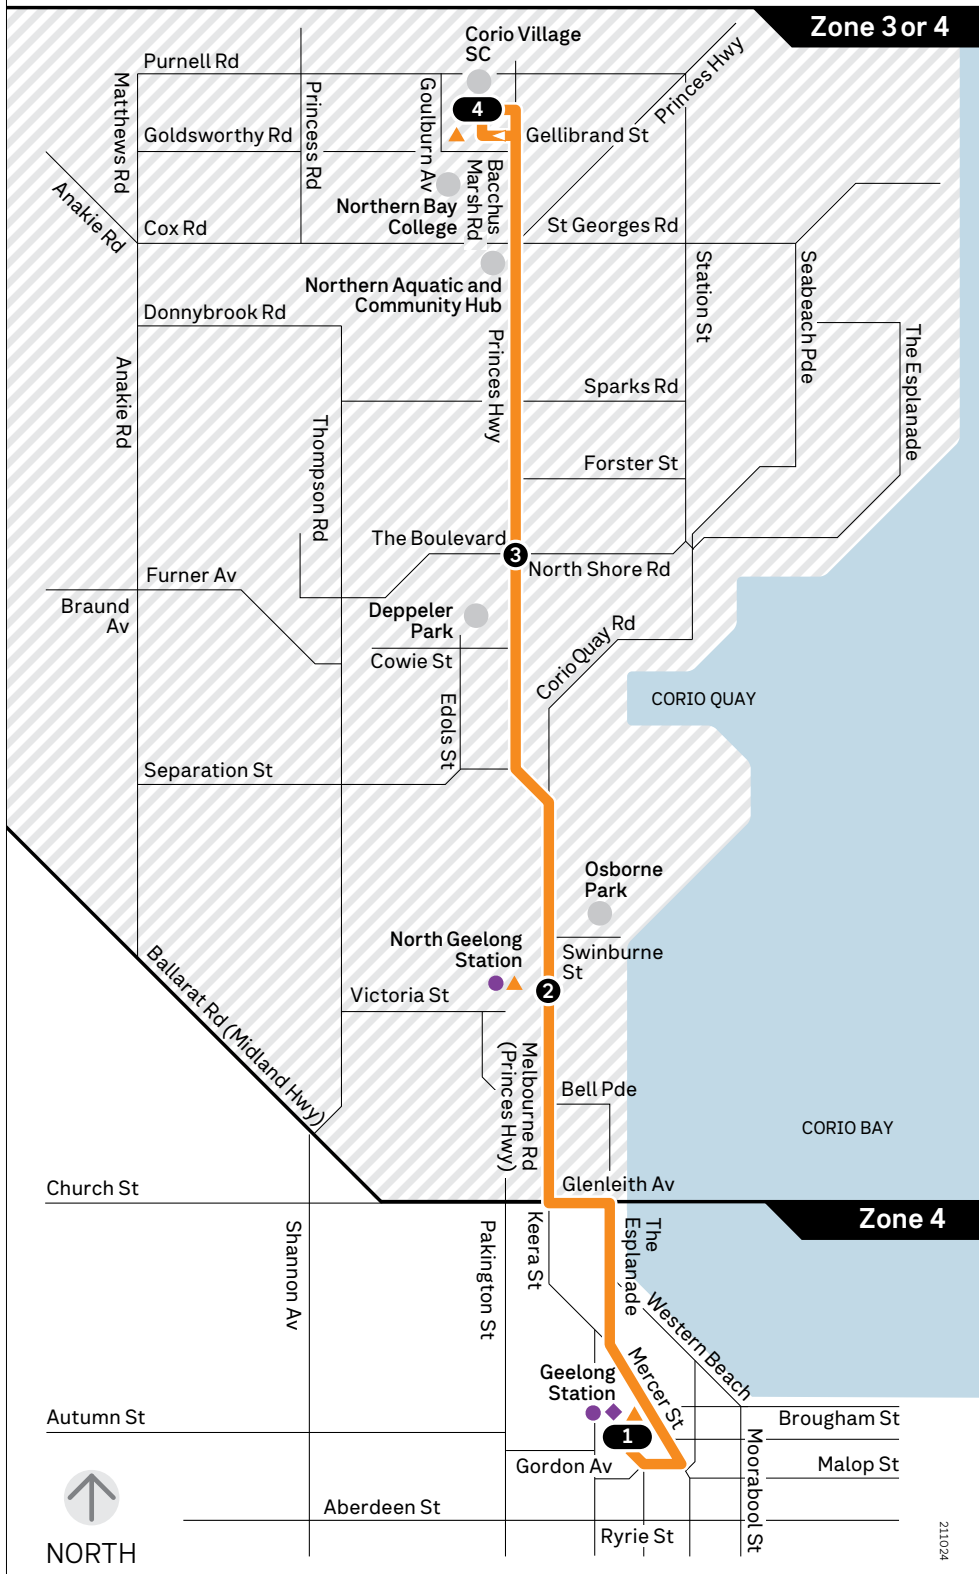 Zone 3 or 4
Corio Village
SC
Purnell Rd
Princes Hwy
Matthews Rd
Princess Rd
Goulburn Av
4
Goldsworthy Rd
Gellibrand St
Bacchus
Marsh Rd
Anakie Rd
Northern Bay
College
Cox Rd
St Georges Rd
Northern Aquatic and
Community Hub
Station St
Seabeach Pde
Donnybrook Rd
The Esplanade
Princes Hwy
Anakie Rd
Sparks Rd
Thompson Rd
Forster St
The Boulevard
3
North Shore Rd
Furner Av
Braund
Av
Deppeler
Park
Corio Quay Rd
Cowie St
Edols St
CORIO QUAY
Separation St
Osborne
Park
North Geelong
Station
Swinburne
St
2
Ballarat Rd (Midland Hwy)
Victoria St
Melbourne Rd
(Princes Hwy)
Bell Pde
CORIO BAY
Church St
Glenleith Av
Zone 4
Shannon Av
Pakington St
Keera St
The
Esplanade
Western Beach
Mercer St
Geelong
Station
1
Autumn St
Brougham St
Gordon Av
Malop St
Moorabool St
Aberdeen St
Ryrie St
NORTH
211024